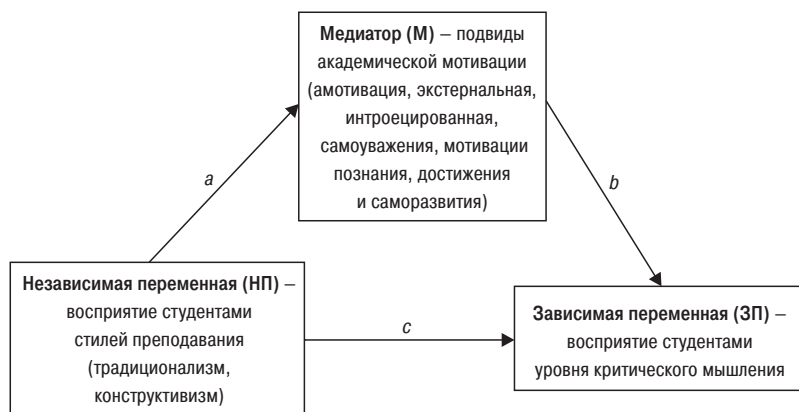 Медиатор (М) – подвиды
академической мотивации
(амотивация, экстернальная,
интроецированная,
самоуважения, мотивации
познания, достижения
и саморазвития)
a
b
Независимая переменная (НП) –
восприятие студентами
стилей преподавания
(традиционализм,
конструктивизм)
c
Зависимая переменная (ЗП) –
восприятие студентами
уровня критического мышления